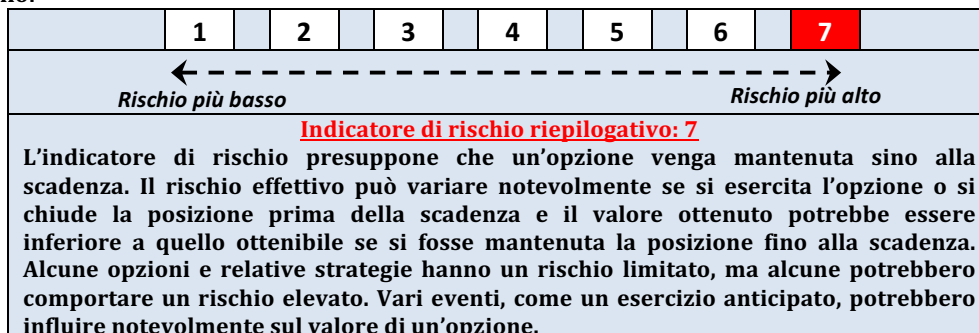 1 2 3 4 5 6 7
Rischio più basso Rischio più alto
Indicatore di rischio riepilogativo: 7
L’indicatore di rischio presuppone che un’opzione venga mantenuta sino alla
scadenza. Il rischio effettivo può variare notevolmente se si esercita l’opzione o si
chiude la posizione prima della scadenza e il valore ottenuto potrebbe essere
inferiore a quello ottenibile se si fosse mantenuta la posizione fino alla scadenza.
Alcune opzioni e relative strategie hanno un rischio limitato, ma alcune potrebbero
comportare un rischio elevato. Vari eventi, come un esercizio anticipato, potrebbero
influire notevolmente sul valore di un’opzione.